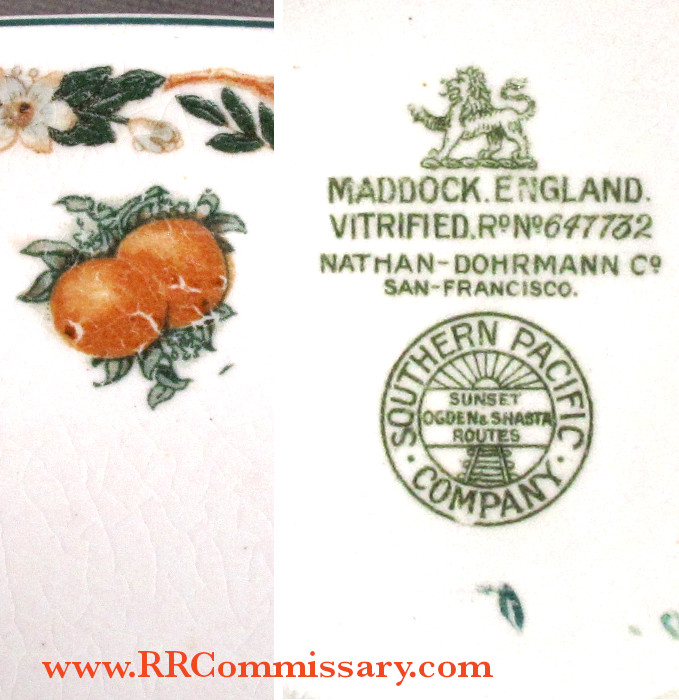 MADDOCK. ENGLAND.
VITRIFIED. Rᴰ Nº 647732
NATHAN-DOHRMANN Cº
SAN-FRANCISCO.
SOUTHERN PACIFIC
SUNSET
OGDEN & SHASTA
ROUTES
· COMPANY ·
www.RRCommissary.com